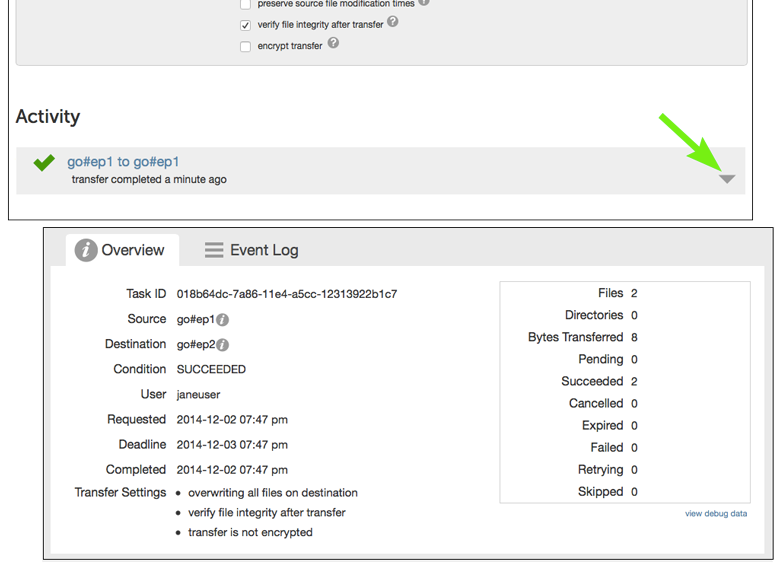 preserve source file modification times ?
verify file integrity after transfer ?
encrypt transfer ?
Activity
go#ep1 to go#ep1
transfer completed a minute ago
i Overview
Event Log
Task ID 018b64dc-7a86-11e4-a5cc-12313922b1c7
Source go#ep1 i
Destination go#ep2 i
Condition SUCCEEDED
User janeuser
Requested 2014-12-02 07:47 pm
Deadline 2014-12-03 07:47 pm
Completed 2014-12-02 07:47 pm
Transfer Settings • overwriting all files on destination
• verify file integrity after transfer
• transfer is not encrypted
Files 2
Directories 0
Bytes Transferred 8
Pending 0
Succeeded 2
Cancelled 0
Expired 0
Failed 0
Retrying 0
Skipped 0
view debug data